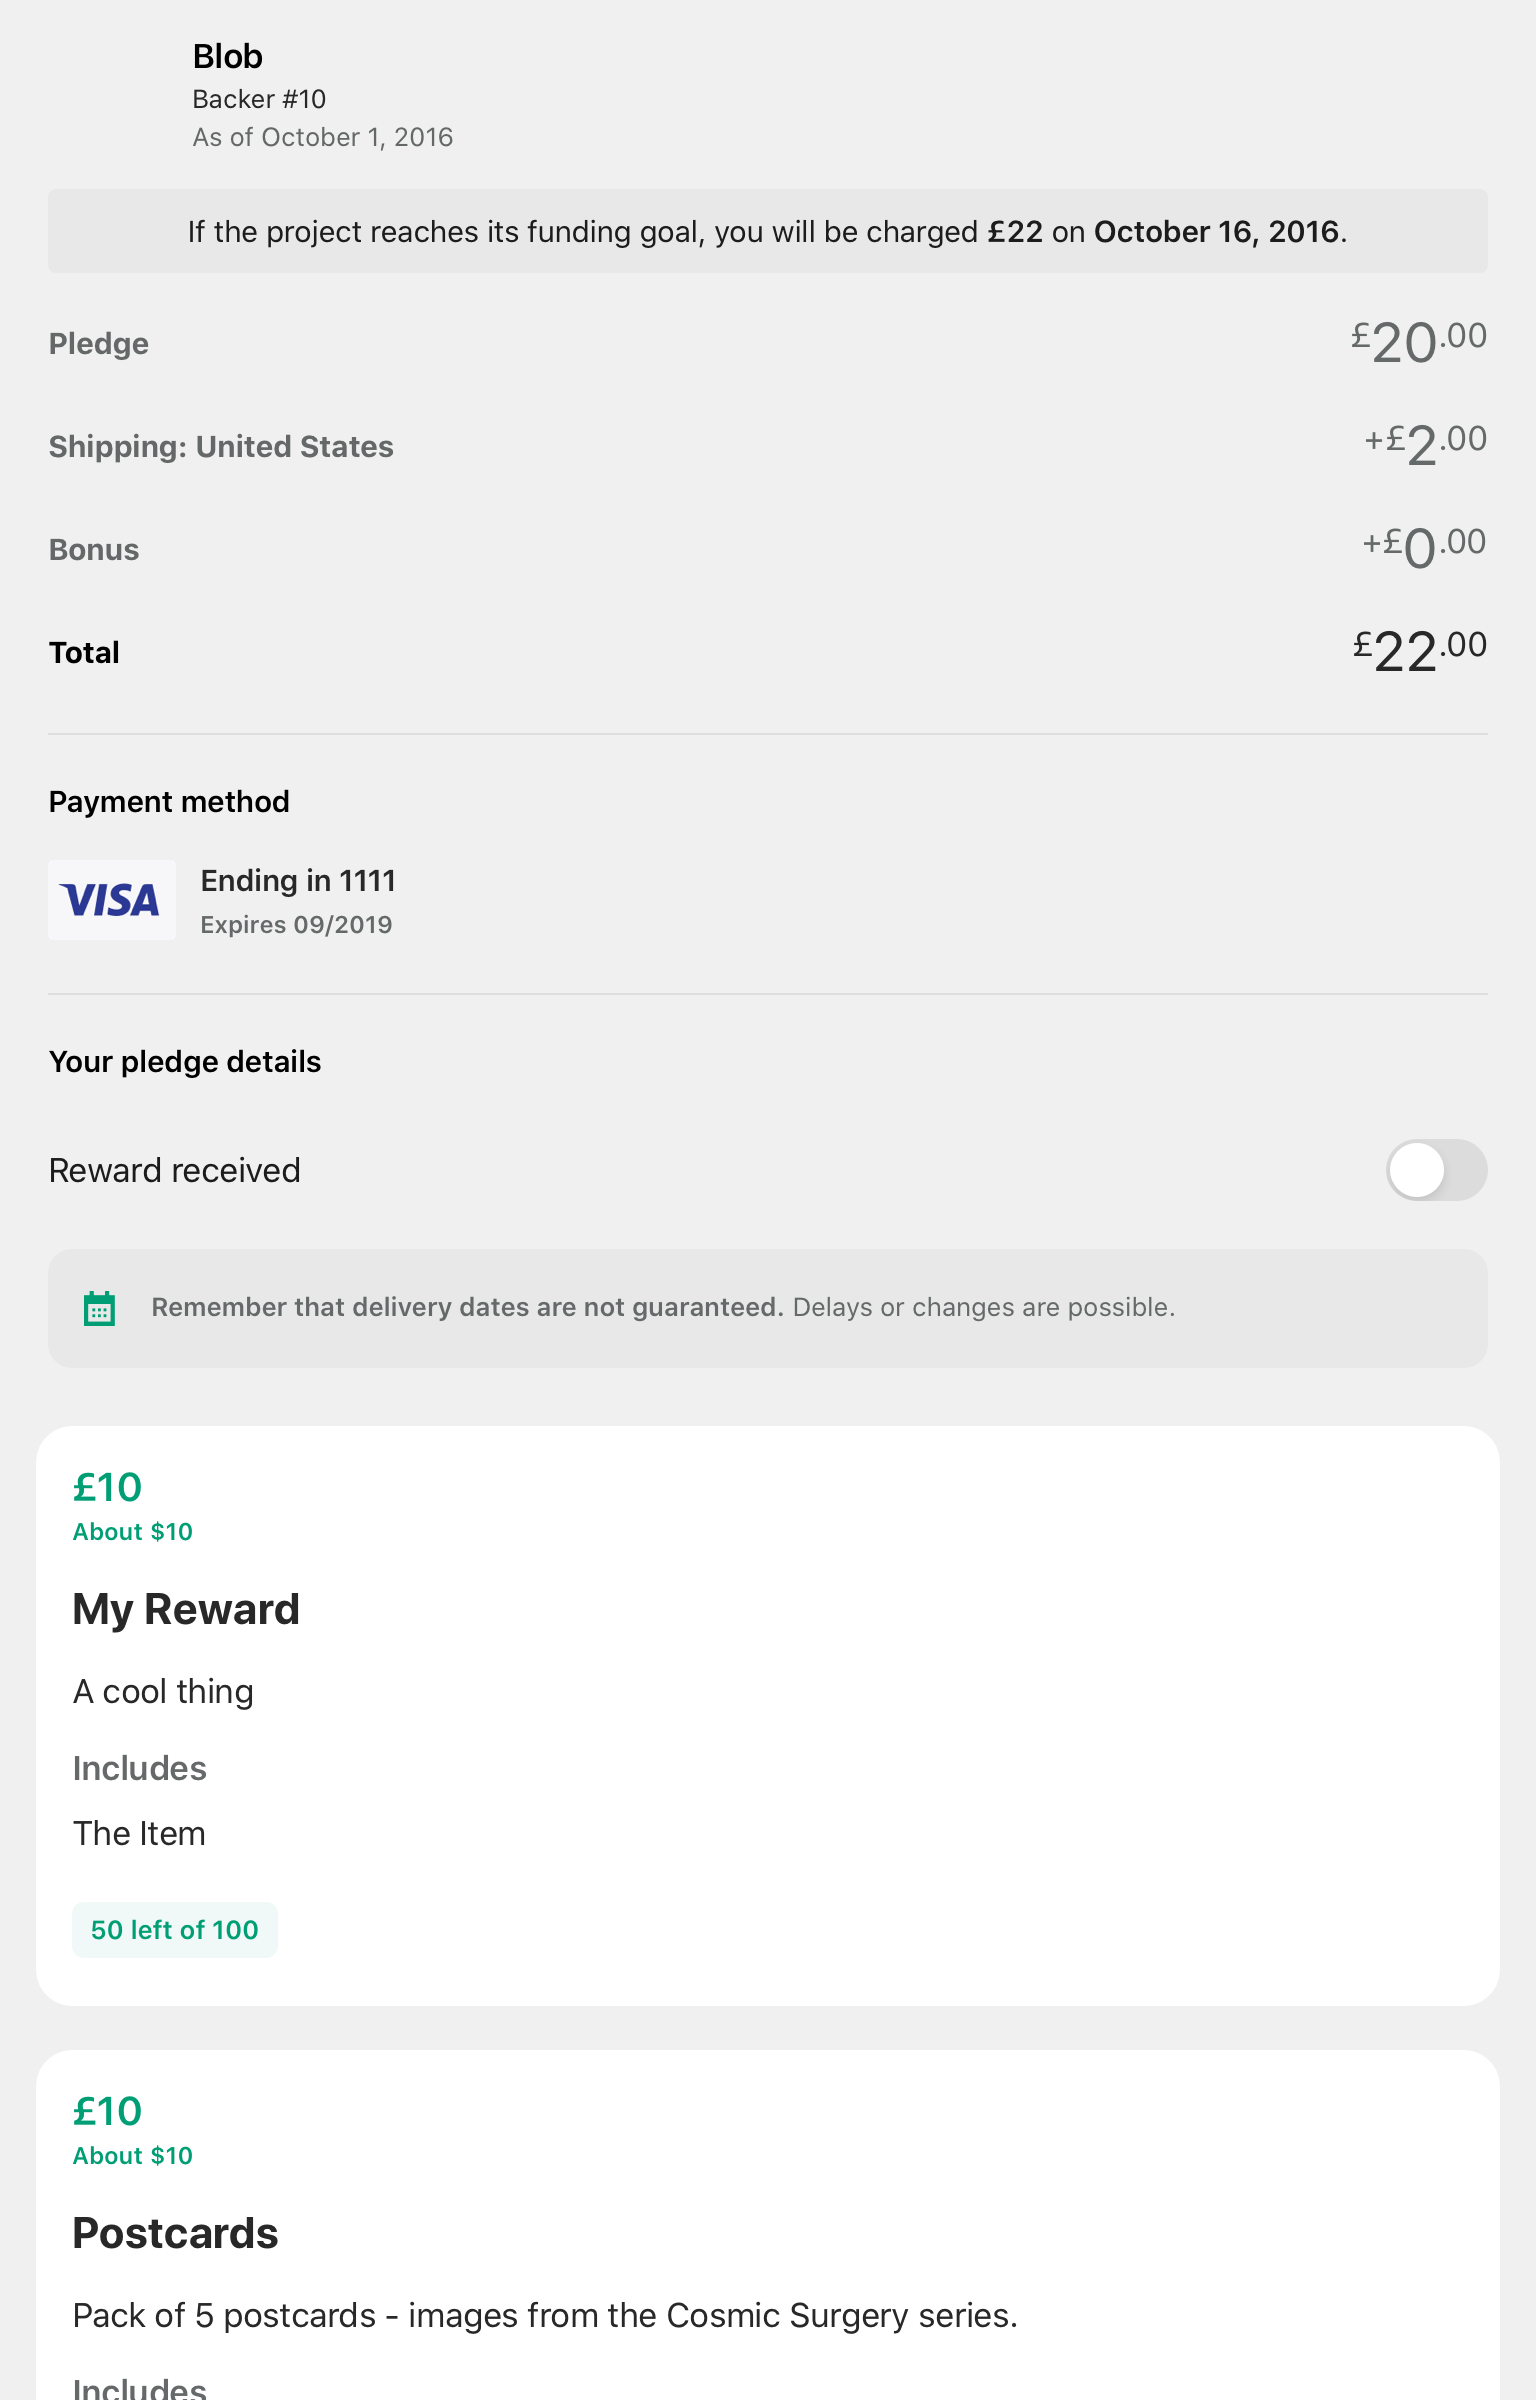 Blob
Backer #10
As of October 1, 2016
If the project reaches its funding goal, you will be charged £22 on October 16, 2016.
Pledge £20.00
Shipping: United States +£2.00
Bonus +£0.00
Total £22.00
Payment method
VISA Ending in 1111
Expires 09/2019
Your pledge details
Reward received
Remember that delivery dates are not guaranteed. Delays or changes are possible.
£10
About $10
My Reward
A cool thing
Includes
The Item
50 left of 100
£10
About $10
Postcards
Pack of 5 postcards - images from the Cosmic Surgery series.
Includes